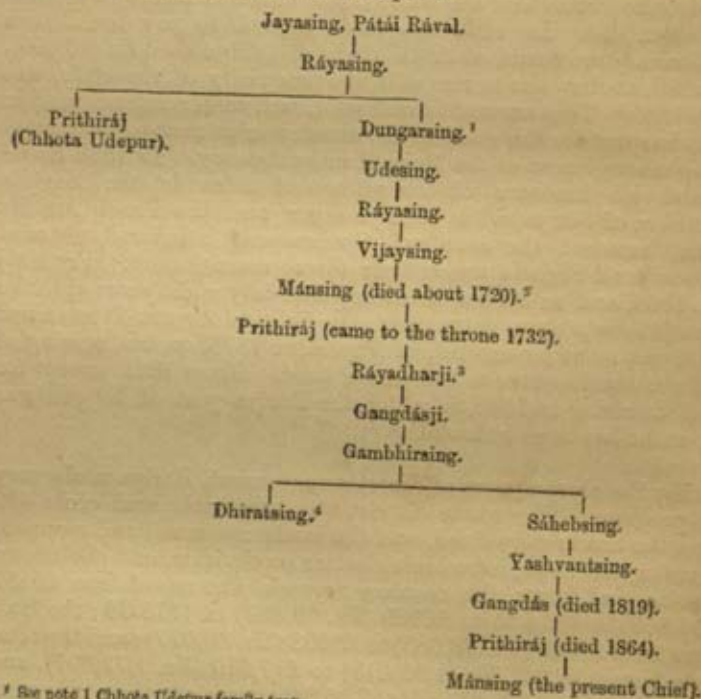 Jayasing, Pátái Rával.
Ráyasing.
Prithiráj
(Chhota Udepur).
Dungarsing.¹
Udesing.
Ráyasing.
Vijaysing.
Mánsing (died about 1720).²
Prithiráj (came to the throne 1732).
Ráyadharji.³
Gangdásji.
Gambhirsing.
Dhiratsing.⁴
Sáhebsing.
Yashvantsing.
Gangdás (died 1819).
Prithiráj (died 1864).
Mánsing (the present Chief).
¹ See note 1 Chhota Udepur family